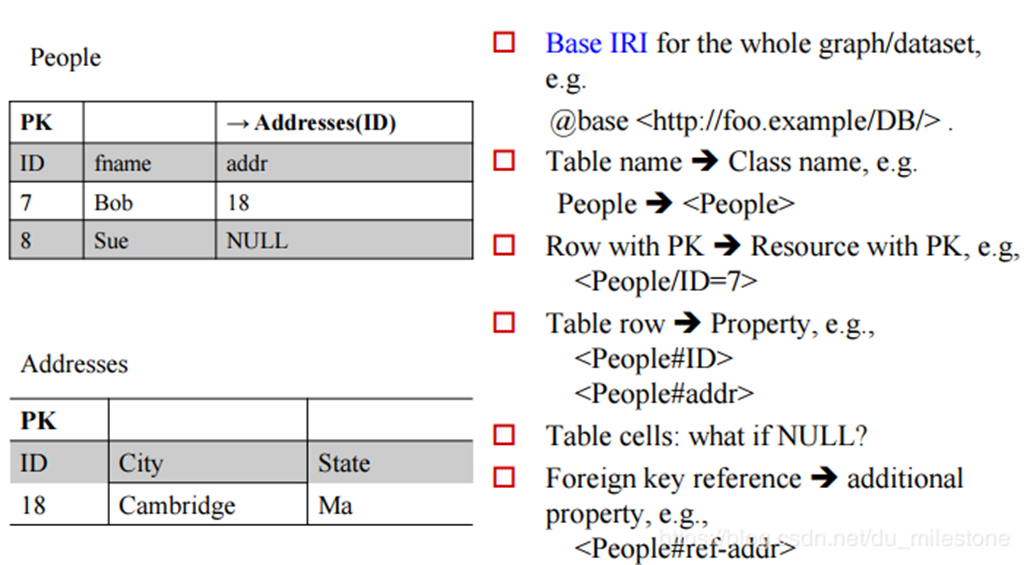 People
PK → Addresses(ID)
ID fname addr
7 Bob 18
8 Sue NULL
Addresses
PK
ID City State
18 Cambridge Ma
Base IRI for the whole graph/dataset,
e.g.
@base <http://foo.example/DB/> .
Table name ➔ Class name, e.g.
People ➔ <People>
Row with PK ➔ Resource with PK, e.g,
<People/ID=7>
Table row ➔ Property, e.g.,
<People#ID>
<People#addr>
Table cells: what if NULL?
Foreign key reference ➔ additional
property, e.g.,
<People#ref-addr>
https://blog.csdn.net/du_milestone